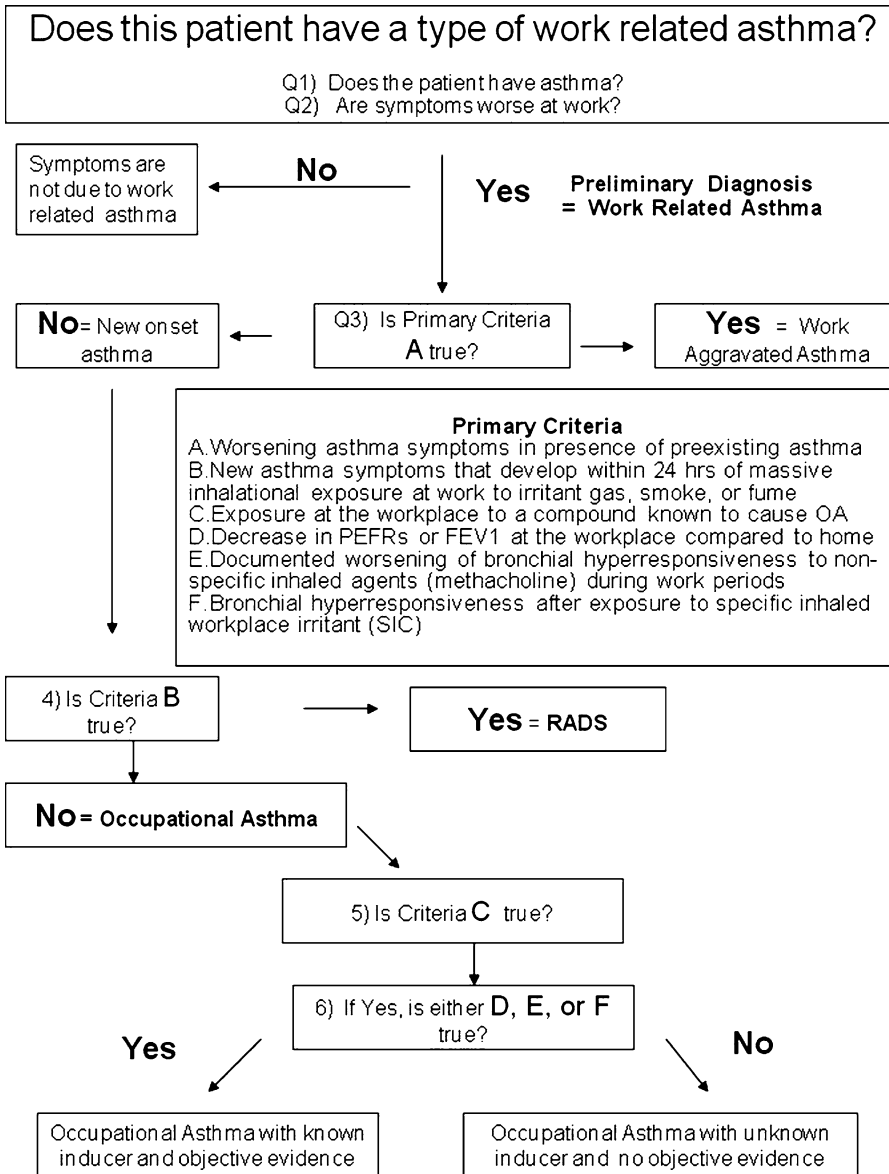 Does this patient have a type of work related asthma?
Q1) Does the patient have asthma?
Q2) Are symptoms worse at work?
Symptoms are
not due to work
related asthma
No
Yes
Preliminary Diagnosis
= Work Related Asthma
No = New onset
asthma
Q3) Is Primary Criteria
A true?
Yes = Work
Aggravated Asthma
Primary Criteria
A.Worsening asthma symptoms in presence of preexisting asthma
B.New asthma symptoms that develop within 24 hrs of massive
inhalational exposure at work to irritant gas, smoke, or fume
C.Exposure at the workplace to a compound known to cause OA
D.Decrease in PEFRs or FEV1 at the workplace compared to home
E.Documented worsening of bronchial hyperresponsiveness to non-
specific inhaled agents (methacholine) during work periods
F.Bronchial hyperresponsiveness after exposure to specific inhaled
workplace irritant (SIC)
4) Is Criteria B
true?
Yes = RADS
No = Occupational Asthma
5) Is Criteria C true?
6) If Yes, is either D, E, or F
true?
Yes
No
Occupational Asthma with known
inducer and objective evidence
Occupational Asthma with unknown
inducer and no objective evidence